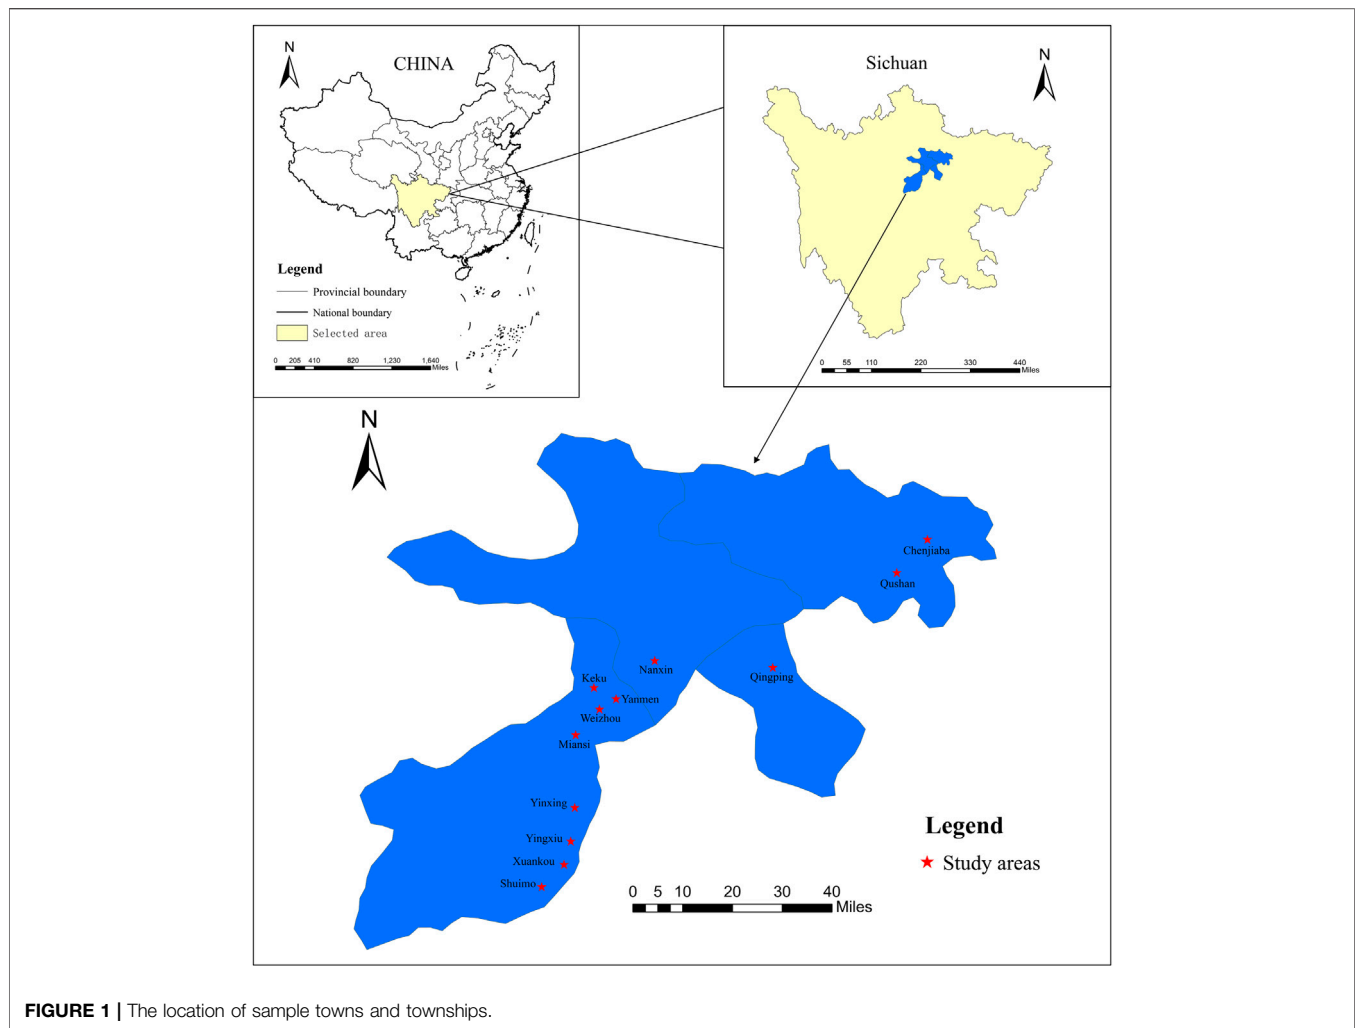 N
CHINA
Legend
Provincial boundary
National boundary
Selected area
0 205 410 820 1,230 1,640
Miles
Sichuan
N
0 55 110 220 330 440
Miles
N
Chenjiaba
Qushan
Nanxin
Qingping
Keku
Yanmen
Weizhou
Miansi
Yinxing
Yingxiu
Xuankou
Shuimo
Legend
Study areas
0 5 10 20 30 40
Miles
FIGURE 1 | The location of sample towns and townships.